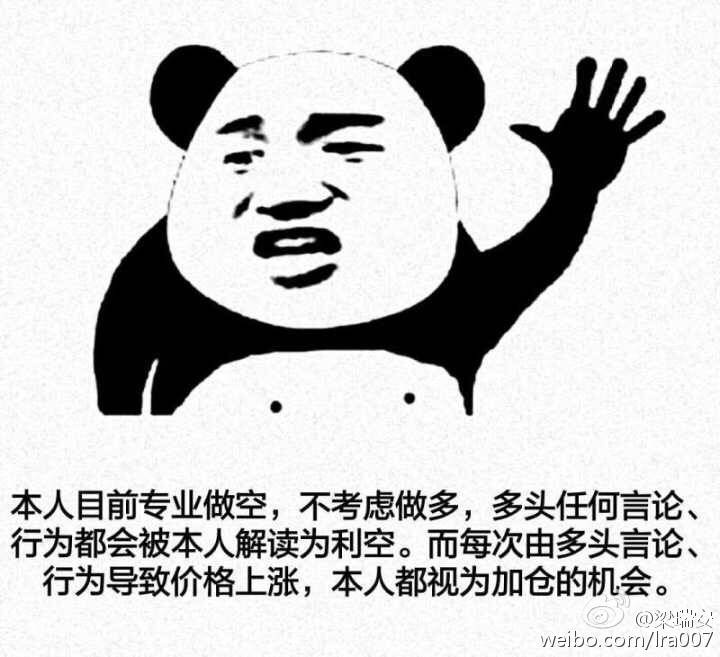 本人目前专业做空，不考虑做多，多头任何言论、
行为都会被本人解读为利空。而每次由多头言论、
行为导致价格上涨，本人都视为加仓的机会。
@梁瑞安
weibo.com/lra007